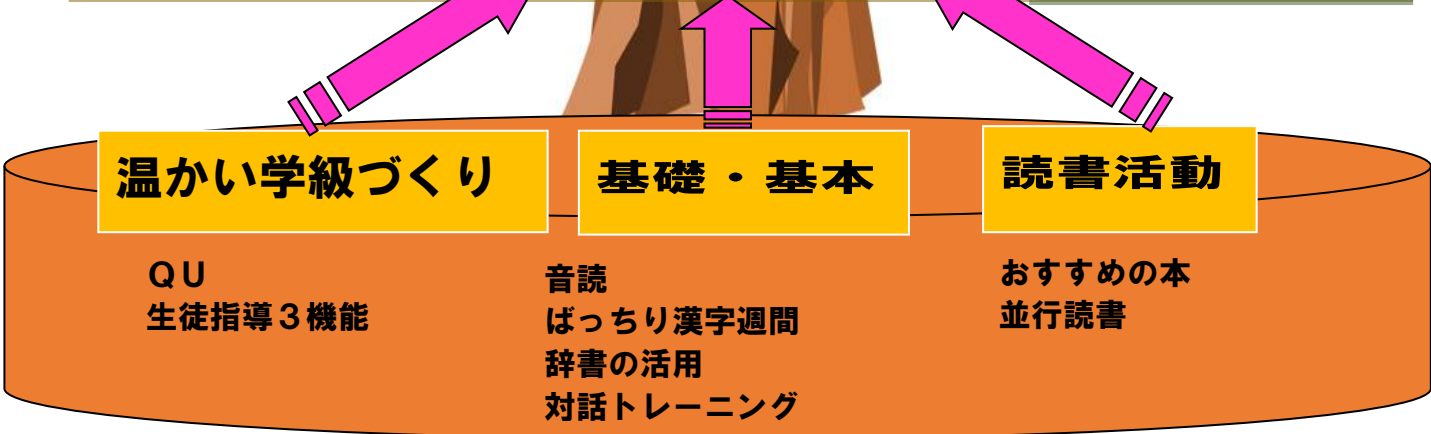 温かい学級づくり
ＱＵ
生徒指導３機能
基礎・基本
音読
ばっちり漢字週間
辞書の活用
対話トレーニング
読書活動
おすすめの本
並行読書